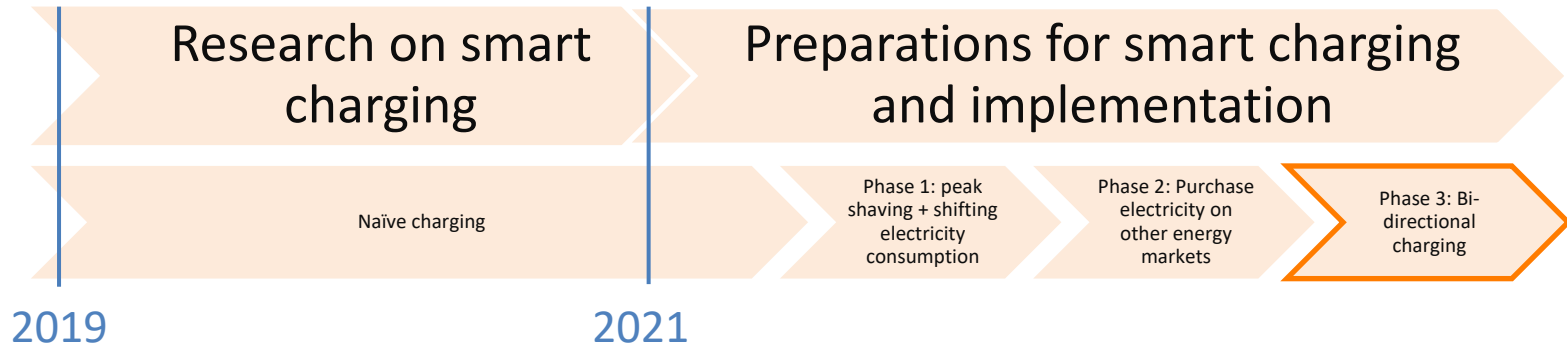 Research on smart
charging
Preparations for smart charging
and implementation
Naïve charging
Phase 1: peak
shaving + shifting
electricity
consumption
Phase 2: Purchase
electricity on
other energy
markets
Phase 3: Bi-
directional
charging
2019
2021